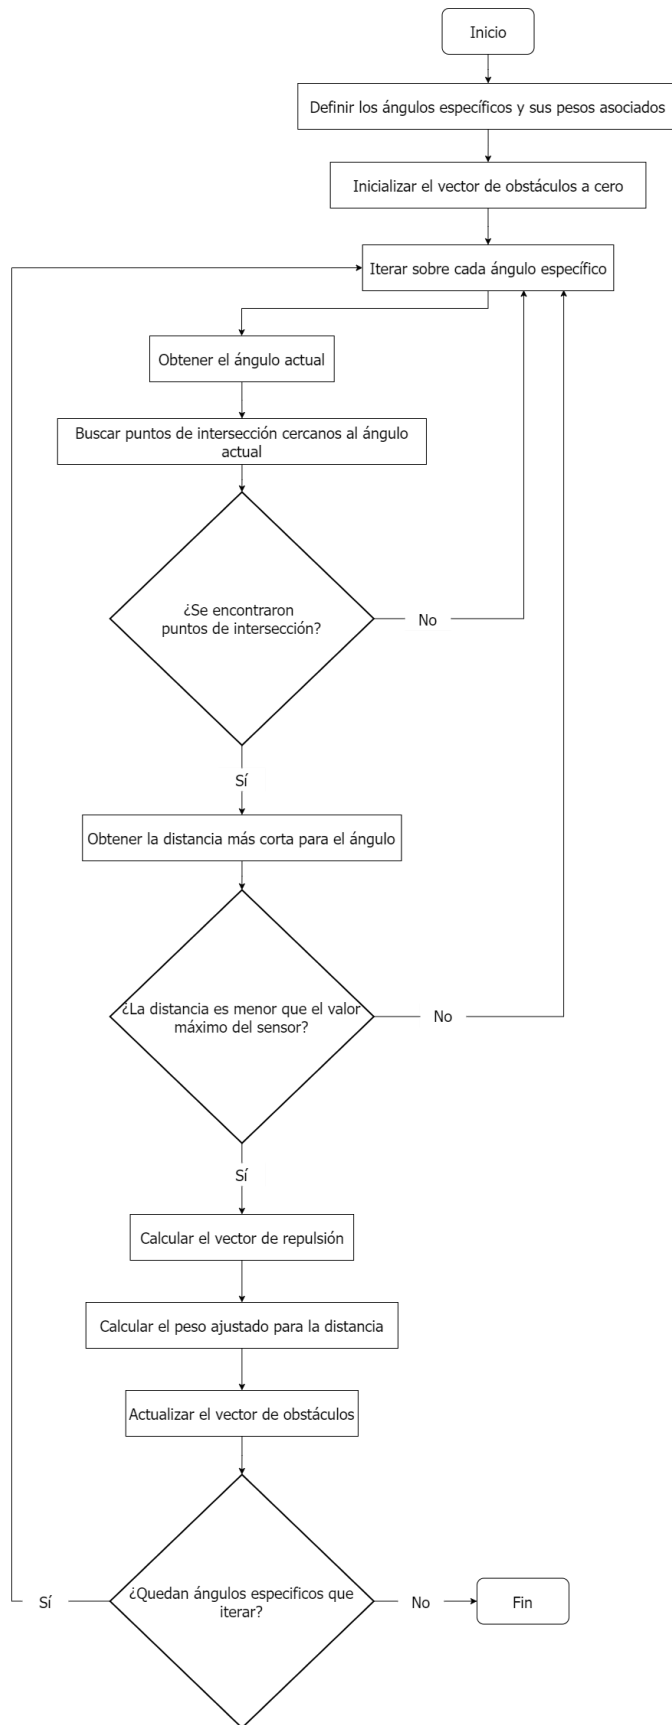 Inicio
Definir los ángulos específicos y sus pesos asociados
Inicializar el vector de obstáculos a cero
Iterar sobre cada ángulo específico
Obtener el ángulo actual
Buscar puntos de intersección cercanos al ángulo
actual
¿Se encontraron
puntos de intersección?
No
Sí
Obtener la distancia más corta para el ángulo
¿La distancia es menor que el valor
máximo del sensor?
No
Sí
Calcular el vector de repulsión
Calcular el peso ajustado para la distancia
Actualizar el vector de obstáculos
¿Quedan ángulos especificos que
iterar?
Sí
No
Fin